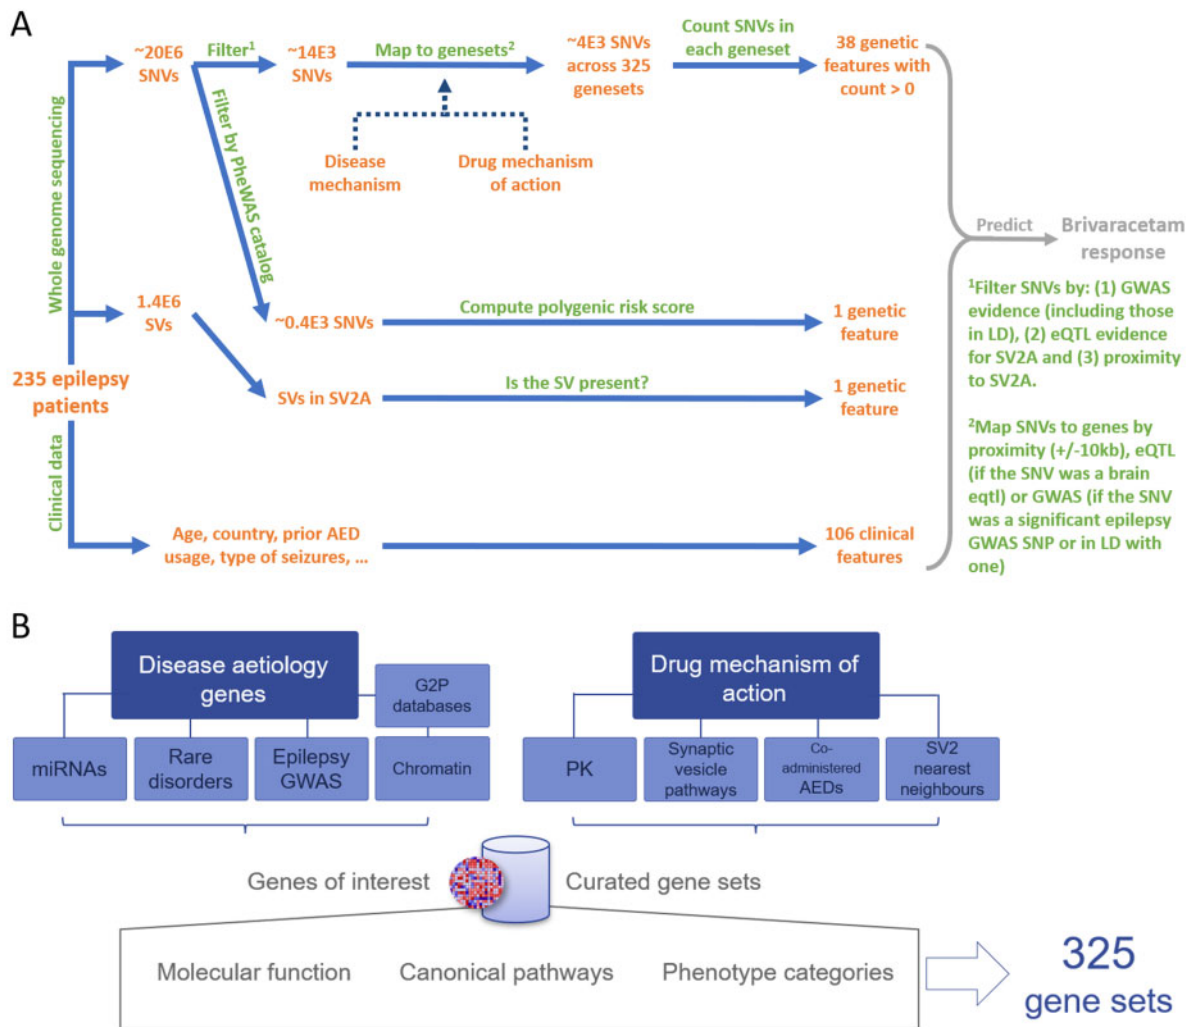 A
Whole genome sequencing
~20E6
SNVs
Filter1
~14E3
SNVs
Map to genesets2
~4E3 SNVs
across 325
genesets
Count SNVs in
each geneset
38 genetic
features with
count > 0
Disease
mechanism
Drug mechanism
of action
Filter by PheWAS catalog
Predict
Brivaracetam
response
1.4E6
SVs
~0.4E3 SNVs
Compute polygenic risk score
1 genetic
feature
235 epilepsy
patients
SVs in SV2A
Is the SV present?
1 genetic
feature
Clinical data
Age, country, prior AED
usage, type of seizures, ...
106 clinical
features
1Filter SNVs by: (1) GWAS
evidence (including those
in LD), (2) eQTL evidence
for SV2A and (3) proximity
to SV2A.
2Map SNVs to genes by
proximity (+/-10kb), eQTL
(if the SNV was a brain
eqtl) or GWAS (if the SNV
was a significant epilepsy
GWAS SNP or in LD with
one)
B
Disease aetiology
genes
G2P
databases
miRNAs
Rare
disorders
Epilepsy
GWAS
Chromatin
Drug mechanism of
action
PK
Synaptic
vesicle
pathways
Co-
administered
AEDs
SV2
nearest
neighbours
Genes of interest
Curated gene sets
Molecular function
Canonical pathways
Phenotype categories
325
gene sets